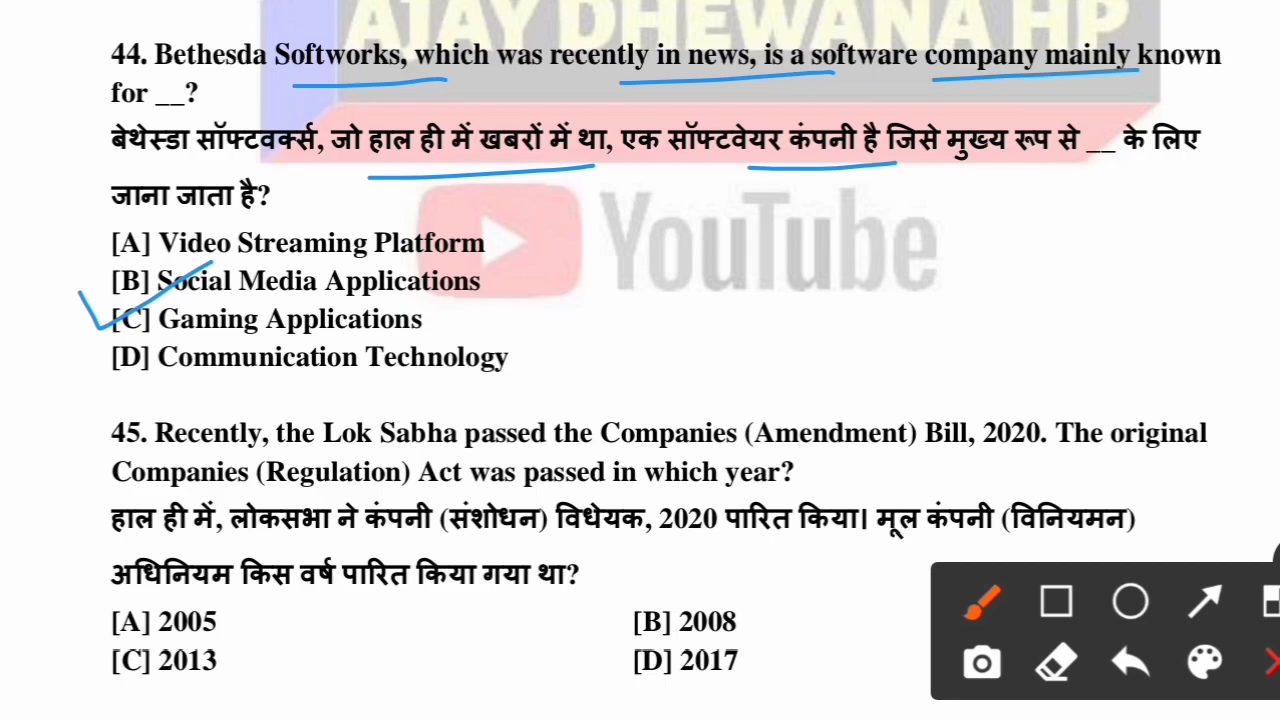 AJAY DHEWANA HP
44. Bethesda Softworks, which was recently in news, is a software company mainly known
for __?
बेथेस्डा सॉफ्टवर्क्स, जो हाल ही में खबरों में था, एक सॉफ्टवेयर कंपनी है जिसे मुख्य रूप से __ के लिए
जाना जाता है?
YouTube
[A] Video Streaming Platform
[B] Social Media Applications
[C] Gaming Applications
[D] Communication Technology
45. Recently, the Lok Sabha passed the Companies (Amendment) Bill, 2020. The original
Companies (Regulation) Act was passed in which year?
हाल ही में, लोकसभा ने कंपनी (संशोधन) विधेयक, 2020 पारित किया। मूल कंपनी (विनियमन)
अधिनियम किस वर्ष पारित किया गया था?
[A] 2005 [B] 2008
[C] 2013 [D] 2017